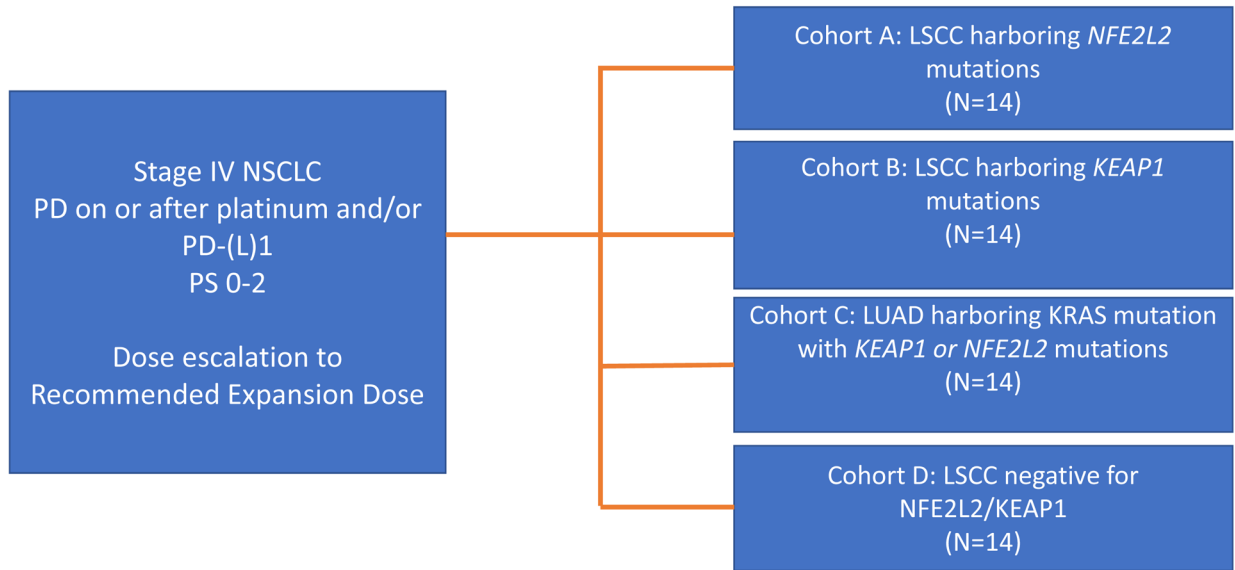 Stage IV NSCLC
PD on or after platinum and/or
PD-(L)1
PS 0-2
Dose escalation to
Recommended Expansion Dose
Cohort A: LSCC harboring NFE2L2
mutations
(N=14)
Cohort B: LSCC harboring KEAP1
mutations
(N=14)
Cohort C: LUAD harboring KRAS mutation
with KEAP1 or NFE2L2 mutations
(N=14)
Cohort D: LSCC negative for
NFE2L2/KEAP1
(N=14)